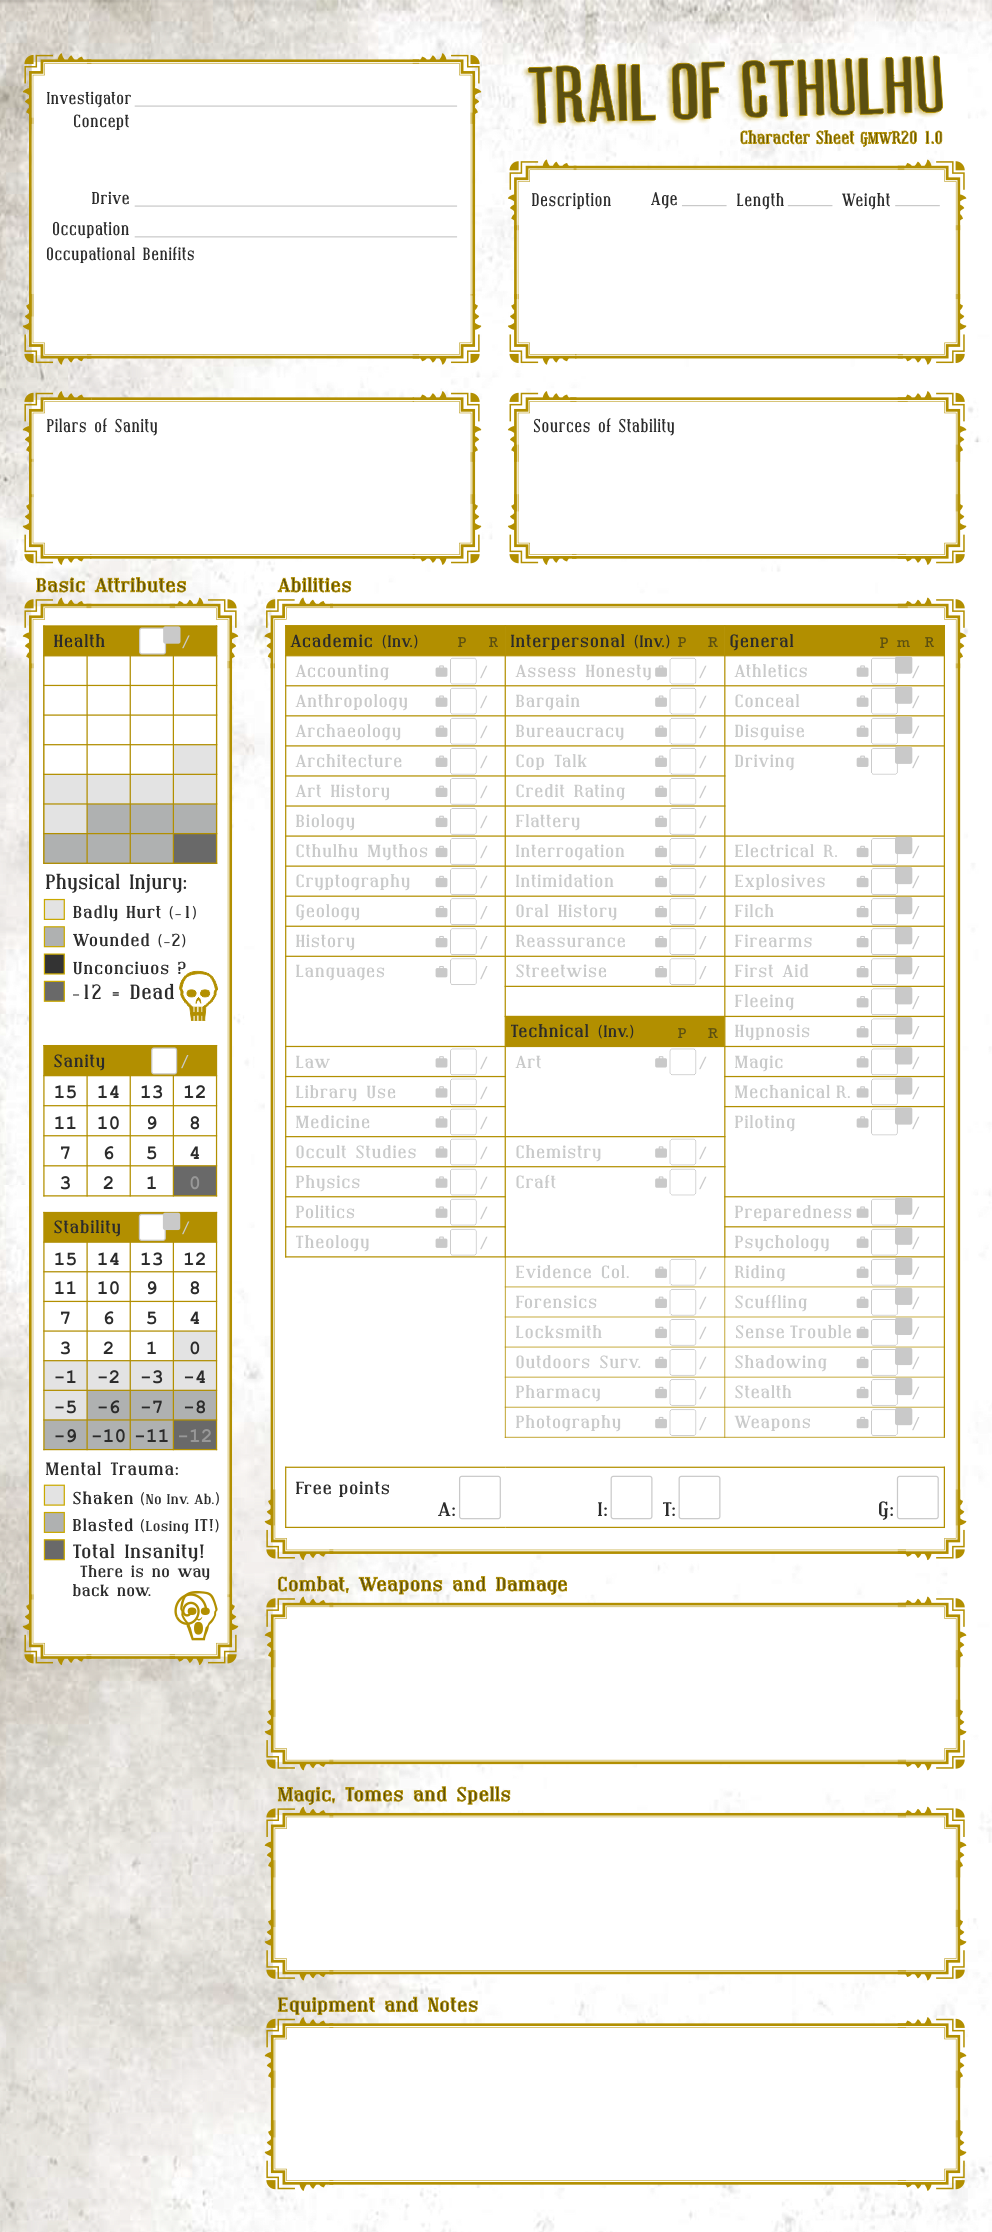 TRAIL OF CTHULHU
Character Sheet GMWR20 1.0
Investigator
Concept
Drive
Occupation
Occupational Benifits
Description Age Length Weight
Pilars of Sanity
Sources of Stability
Basic Attributes
Health /
Physical Injury:
Badly Hurt (-1)
Wounded (-2)
Unconciuos ?
-12 = Dead
Sanity /
15 14 13 12
11 10 9 8
7 6 5 4
3 2 1 0
Stability /
15 14 13 12
11 10 9 8
7 6 5 4
3 2 1 0
-1 -2 -3 -4
-5 -6 -7 -8
-9 -10 -11 -12
Mental Trauma:
Shaken (No Inv. Ab.)
Blasted (Losing IT!)
Total Insanity!
There is no way
back now.
Abilities
Academic (Inv.) P R
Accounting /
Anthropology /
Archaeology /
Architecture /
Art History /
Biology /
Cthulhu Mythos /
Cryptography /
Geology /
History /
Languages /
Law /
Library Use /
Medicine /
Occult Studies /
Physics /
Politics /
Theology /
Interpersonal (Inv.) P R
Assess Honesty /
Bargain /
Bureaucracy /
Cop Talk /
Credit Rating /
Flattery /
Interrogation /
Intimidation /
Oral History /
Reassurance /
Streetwise /
Technical (Inv.) P R
Art /
Chemistry /
Craft /
Evidence Col. /
Forensics /
Locksmith /
Outdoors Surv. /
Pharmacy /
Photography /
General P m R
Athletics /
Conceal /
Disguise /
Driving /
Electrical R. /
Explosives /
Filch /
Firearms /
First Aid /
Fleeing /
Hypnosis /
Magic /
Mechanical R. /
Piloting /
Preparedness /
Psychology /
Riding /
Scuffling /
Sense Trouble /
Shadowing /
Stealth /
Weapons /
Free points
A: I: T: G:
Combat, Weapons and Damage
Magic, Tomes and Spells
Equipment and Notes